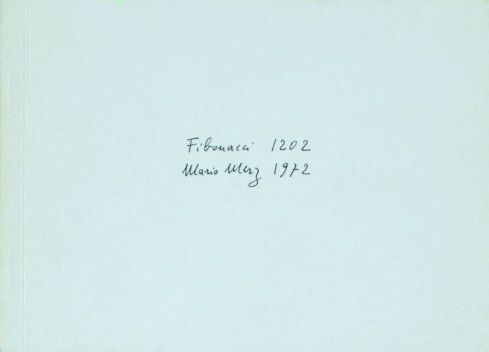 Fibonacci 1202
Mario Merz 1972